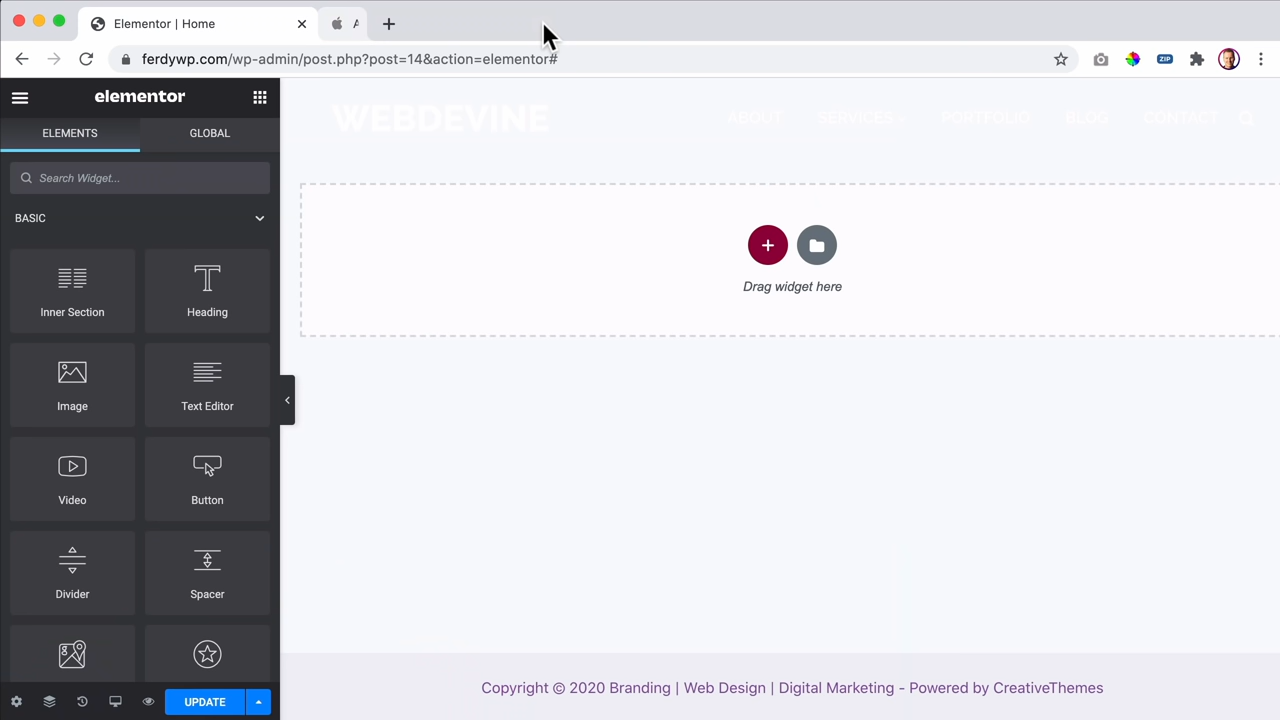 Elementor | Home
A
ferdywp.com/wp-admin/post.php?post=14&action=elementor#
ZIP
elementor
ELEMENTS
GLOBAL
Search Widget...
BASIC
Inner Section
Heading
Image
Text Editor
Video
Button
Divider
Spacer
UPDATE
WEBDEVINE
ABOUT
SERVICES
PORTFOLIO
BLOG
CONTACT
Drag widget here
Copyright © 2020 Branding | Web Design | Digital Marketing - Powered by CreativeThemes